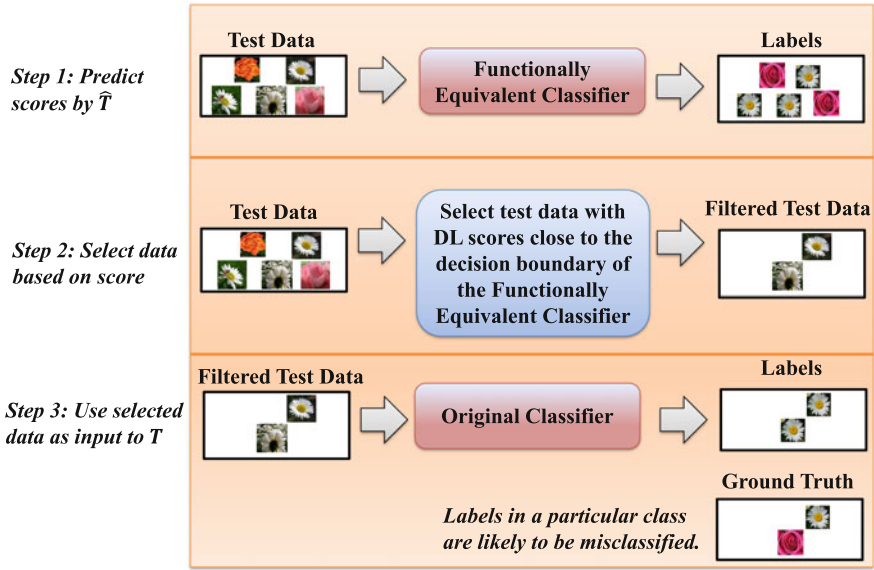 Step 1: Predict
scores by T̂
Test Data
Functionally
Equivalent Classifier
Labels
Step 2: Select data
based on score
Test Data
Select test data with
DL scores close to the
decision boundary of
the Functionally
Equivalent Classifier
Filtered Test Data
Step 3: Use selected
data as input to T
Filtered Test Data
Original Classifier
Labels
Ground Truth
Labels in a particular class
are likely to be misclassified.